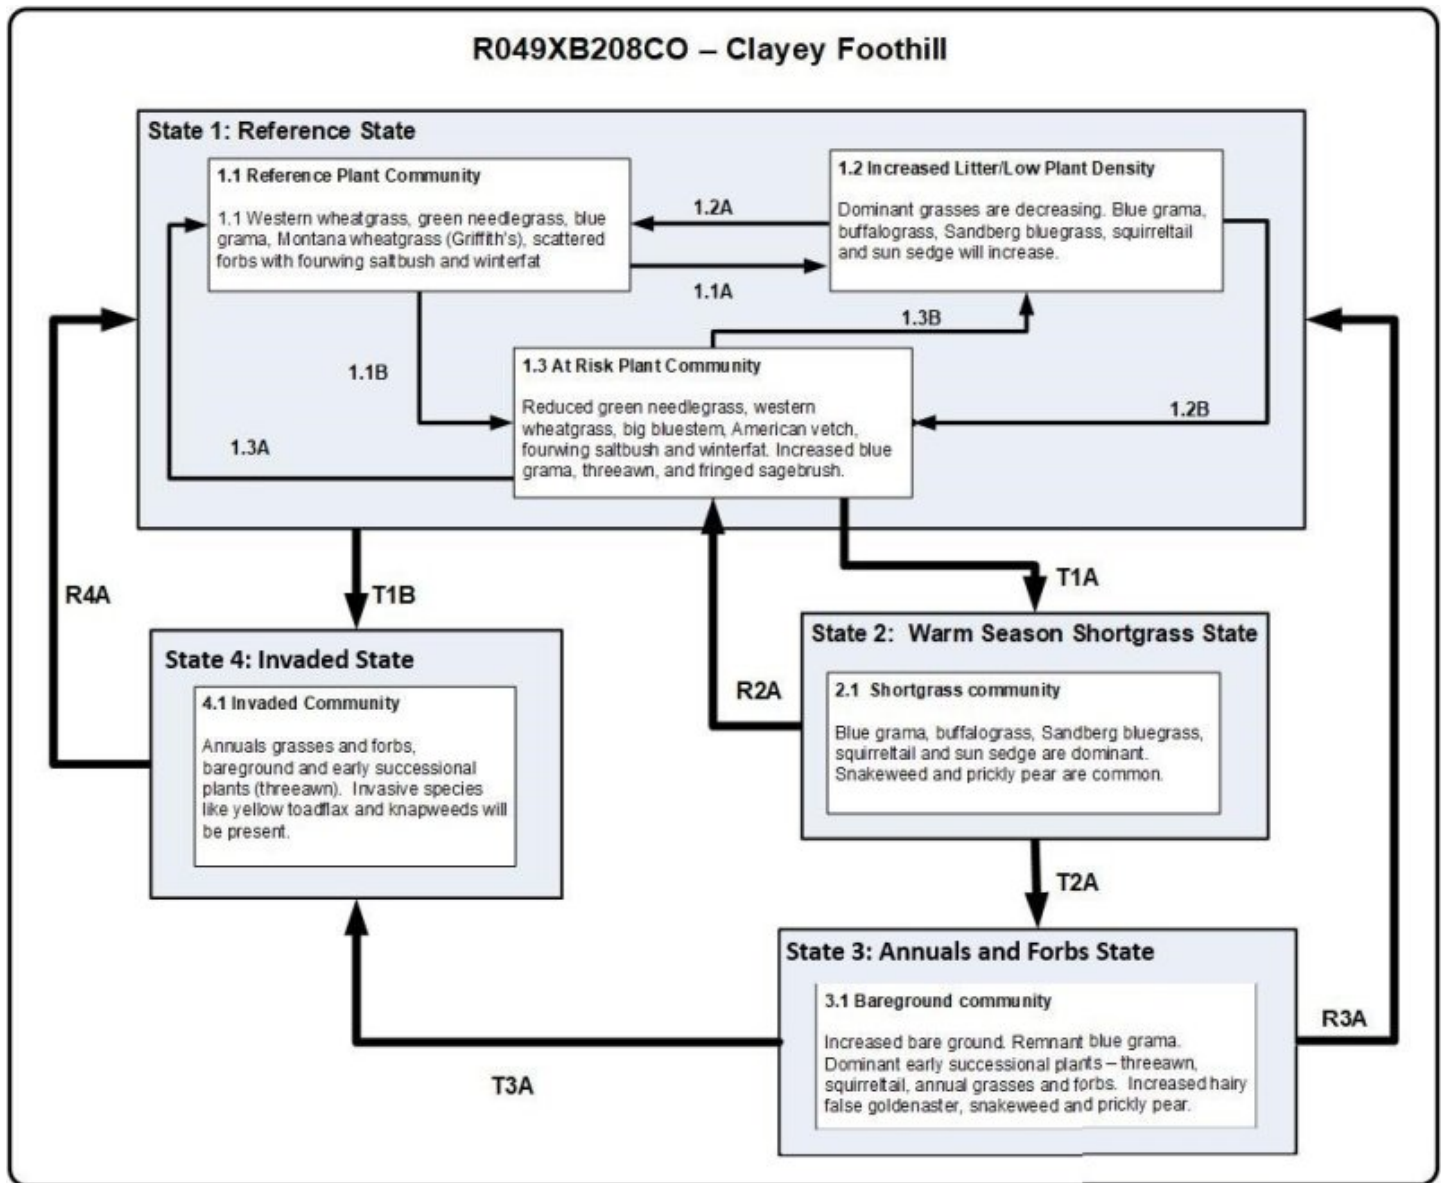 R049XB208CO – Clayey Foothill
State 1: Reference State
1.1 Reference Plant Community
1.1 Western wheatgrass, green needlegrass, blue
grama, Montana wheatgrass (Griffith's), scattered
forbs with fourwing saltbush and winterfat
1.2A
1.1A
1.2 Increased Litter/Low Plant Density
Dominant grasses are decreasing. Blue grama,
buffalograss, Sandberg bluegrass, squirreltail
and sun sedge will increase.
1.3B
1.1B
1.3A
1.3 At Risk Plant Community
Reduced green needlegrass, western
wheatgrass, big bluestem, American vetch,
fourwing saltbush and winterfat. Increased blue
grama, threeawn, and fringed sagebrush.
1.2B
R4A
T1B
T1A
State 4: Invaded State
4.1 Invaded Community
Annuals grasses and forbs,
bareground and early successional
plants (threeawn). Invasive species
like yellow toadflax and knapweeds will
be present.
R2A
State 2: Warm Season Shortgrass State
2.1 Shortgrass community
Blue grama, buffalograss, Sandberg bluegrass,
squirreltail and sun sedge are dominant.
Snakeweed and prickly pear are common.
T2A
State 3: Annuals and Forbs State
3.1 Bareground community
Increased bare ground. Remnant blue grama.
Dominant early successional plants – threeawn,
squirreltail, annual grasses and forbs. Increased hairy
false goldenaster, snakeweed and prickly pear.
R3A
T3A